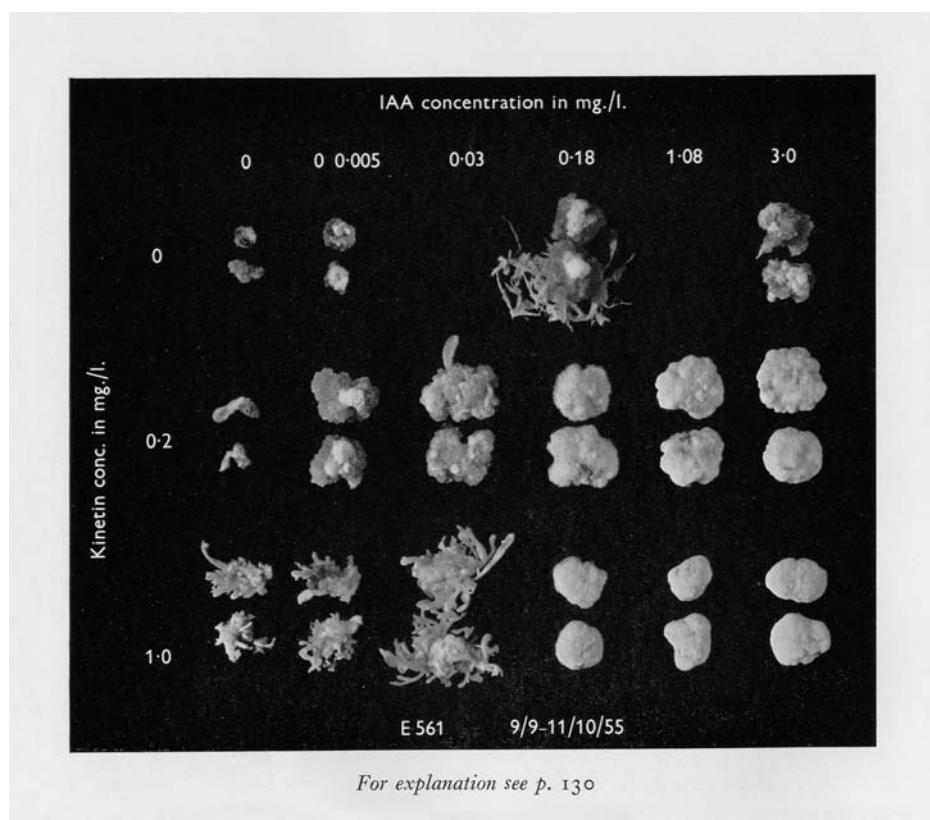 IAA concentration in mg./l.
0 0 0·005 0·03 0·18 1·08 3·0
0
Kinetin conc. in mg./l.
0·2
1·0
E 561 9/9–11/10/55
For explanation see p. 130